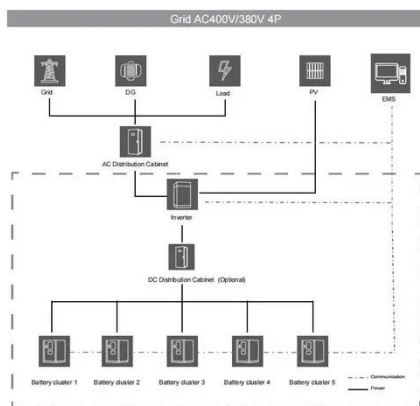 Grid AC400V/380V 4P
Grid
DG
Load
PV
EMS
AC Distribution Cabinet
Inverter
DC Distribution Cabinet (Optional)
Battery cluster 1
Battery cluster 2
Battery cluster 3
Battery cluster 4
Battery cluster 5
Communication
Power